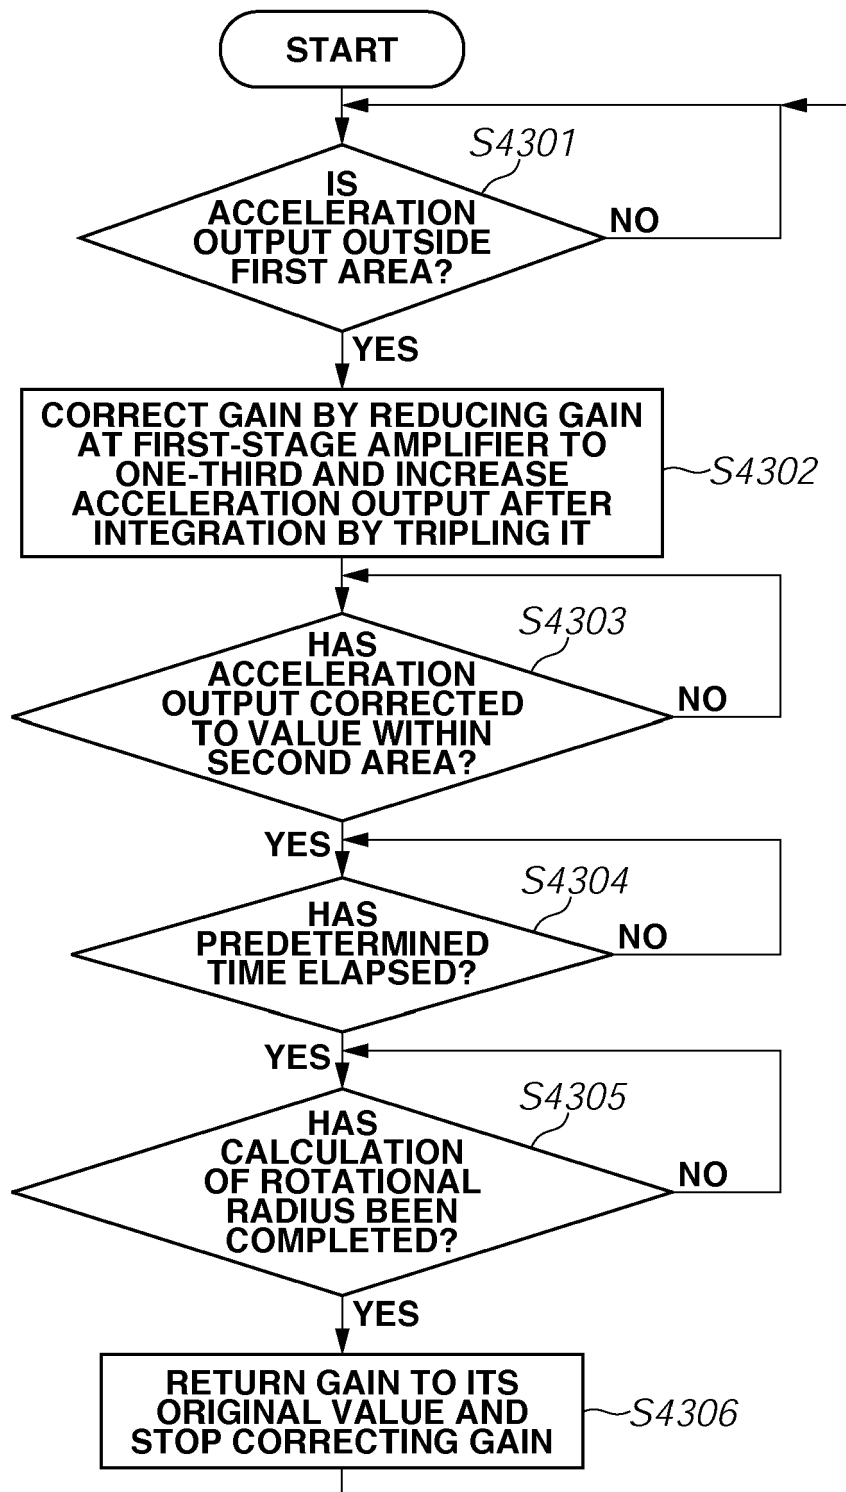 START
S4301
IS
ACCELERATION
OUTPUT OUTSIDE
FIRST AREA?
NO
YES
CORRECT GAIN BY REDUCING GAIN
AT FIRST-STAGE AMPLIFIER TO
ONE-THIRD AND INCREASE
ACCELERATION OUTPUT AFTER
INTEGRATION BY TRIPLING IT
S4302
S4303
HAS
ACCELERATION
OUTPUT CORRECTED
TO VALUE WITHIN
SECOND AREA?
NO
YES
S4304
HAS
PREDETERMINED
TIME ELAPSED?
NO
YES
S4305
HAS
CALCULATION
OF ROTATIONAL
RADIUS BEEN
COMPLETED?
NO
YES
RETURN GAIN TO ITS
ORIGINAL VALUE AND
STOP CORRECTING GAIN
S4306